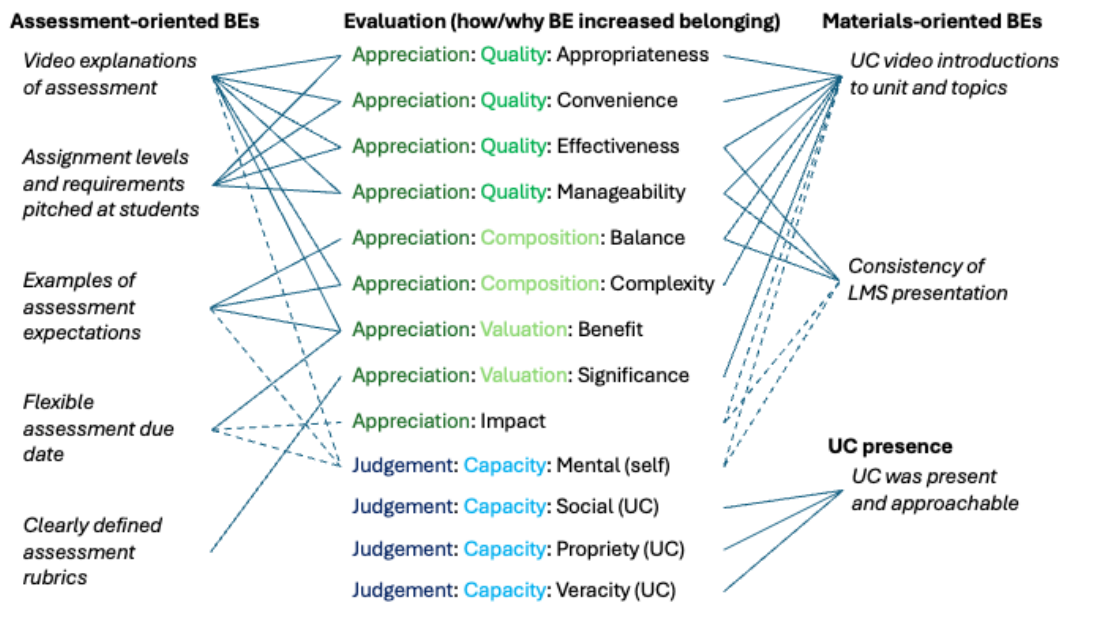 Assessment-oriented BEs
Video explanations
of assessment
Assignment levels
and requirements
pitched at students
Examples of
assessment
expectations
Flexible
assessment due
date
Clearly defined
assessment
rubrics
Evaluation (how/why BE increased belonging)
Appreciation: Quality: Appropriateness
Appreciation: Quality: Convenience
Appreciation: Quality: Effectiveness
Appreciation: Quality: Manageability
Appreciation: Composition: Balance
Appreciation: Composition: Complexity
Appreciation: Valuation: Benefit
Appreciation: Valuation: Significance
Appreciation: Impact
Judgement: Capacity: Mental (self)
Judgement: Capacity: Social (UC)
Judgement: Capacity: Propriety (UC)
Judgement: Capacity: Veracity (UC)
Materials-oriented BEs
UC video introductions
to unit and topics
Consistency of
LMS presentation
UC presence
UC was present
and approachable